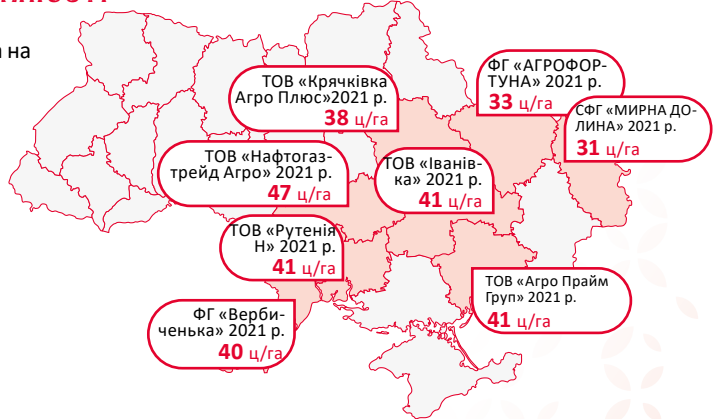 а на
ТОВ «Крячківка
Агро Плюс»2021 р.
38 ц/га
ФГ «АГРОФОР-
ТУНА» 2021 р.
33 ц/га
СФГ «МИРНА ДО-
ЛИНА» 2021 р.
31 ц/га
ТОВ «Нафтогаз-
трейд Агро» 2021 р.
47 ц/га
ТОВ «Іванів-
ка» 2021 р.
41 ц/га
ТОВ «Рутенія
Н» 2021 р.
41 ц/га
ТОВ «Агро Прайм
Груп» 2021 р.
41 ц/га
ФГ «Верби-
ченька» 2021 р.
40 ц/га